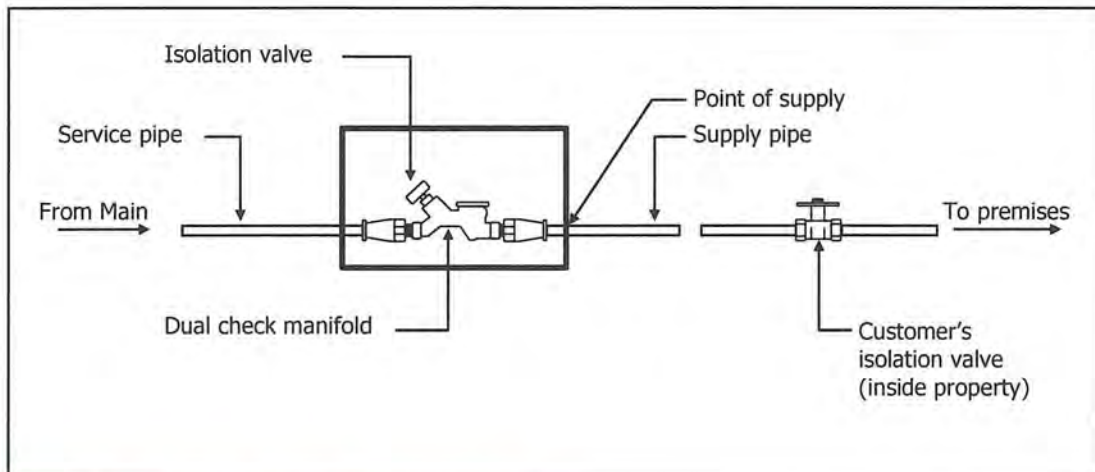 Isolation valve
Point of supply
Service pipe
Supply pipe
From Main
To premises
Dual check manifold
Customer's
isolation valve
(inside property)